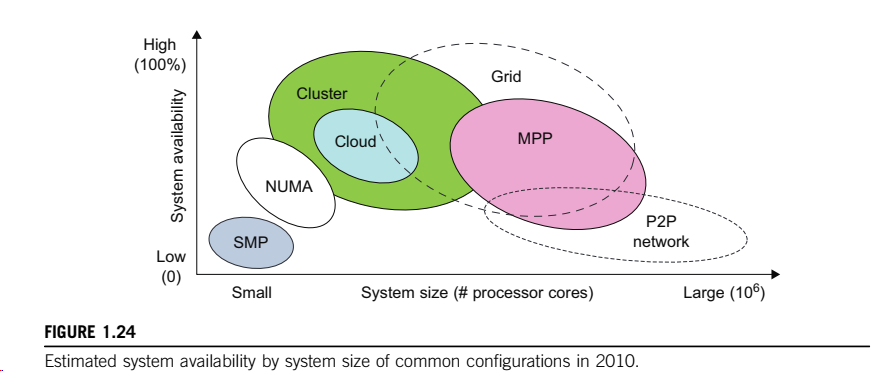 High
(100%)
Grid
Cluster
System availability
Cloud
MPP
NUMA
P2P
network
SMP
Low
(0)
Small
System size (# processor cores)
Large (10⁶)
FIGURE 1.24
Estimated system availability by system size of common configurations in 2010.